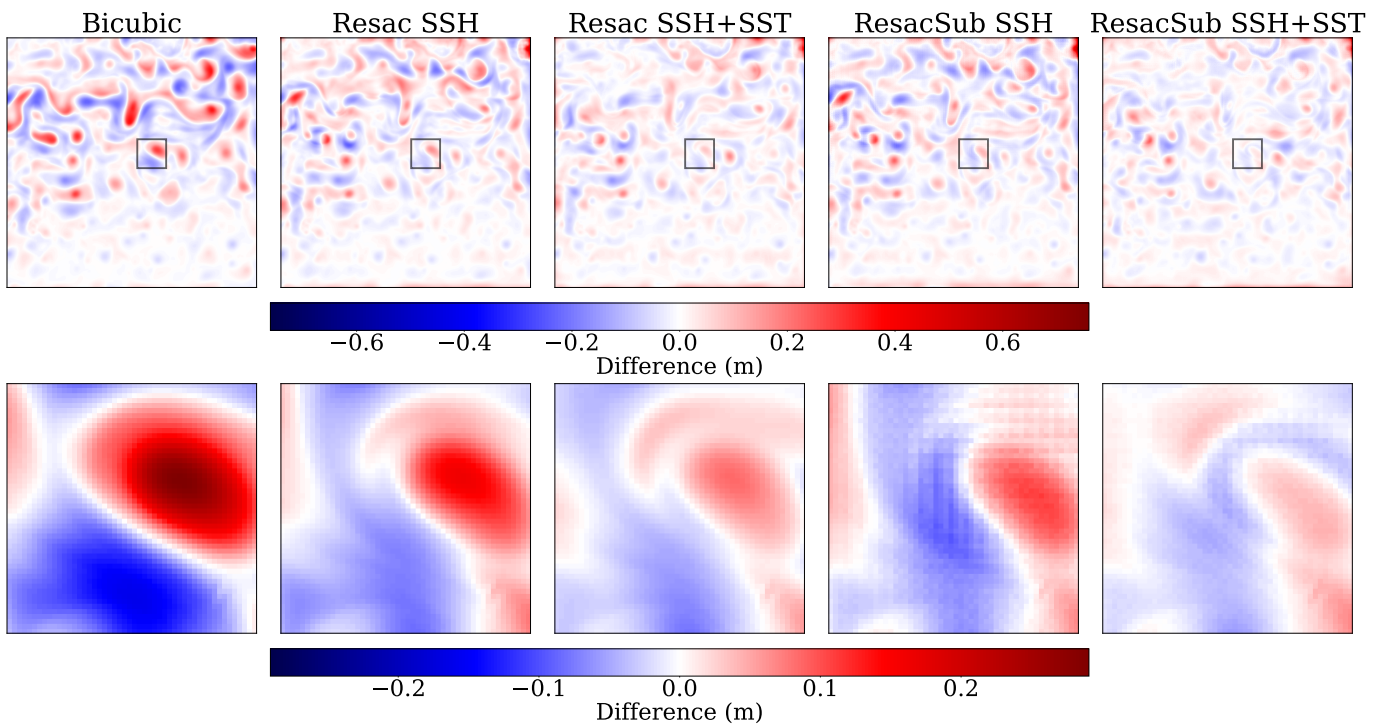 Bicubic Resac SSH Resac SSH+SST ResacSub SSH ResacSub SSH+SST
−0.6 −0.4 −0.2 0.0 0.2 0.4 0.6
Difference (m)
−0.2 −0.1 0.0 0.1 0.2
Difference (m)